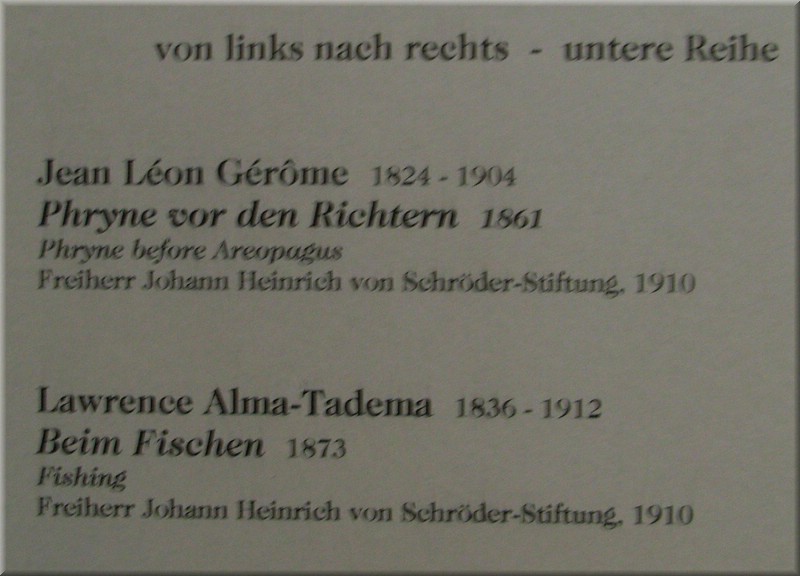 von links nach rechts - untere Reihe
Jean Léon Gérôme 1824 - 1904
Phryne vor den Richtern 1861
Phryne before Areopagus
Freiherr Johann Heinrich von Schröder-Stiftung, 1910
Lawrence Alma-Tadema 1836 - 1912
Beim Fischen 1873
Fishing
Freiherr Johann Heinrich von Schröder-Stiftung, 1910